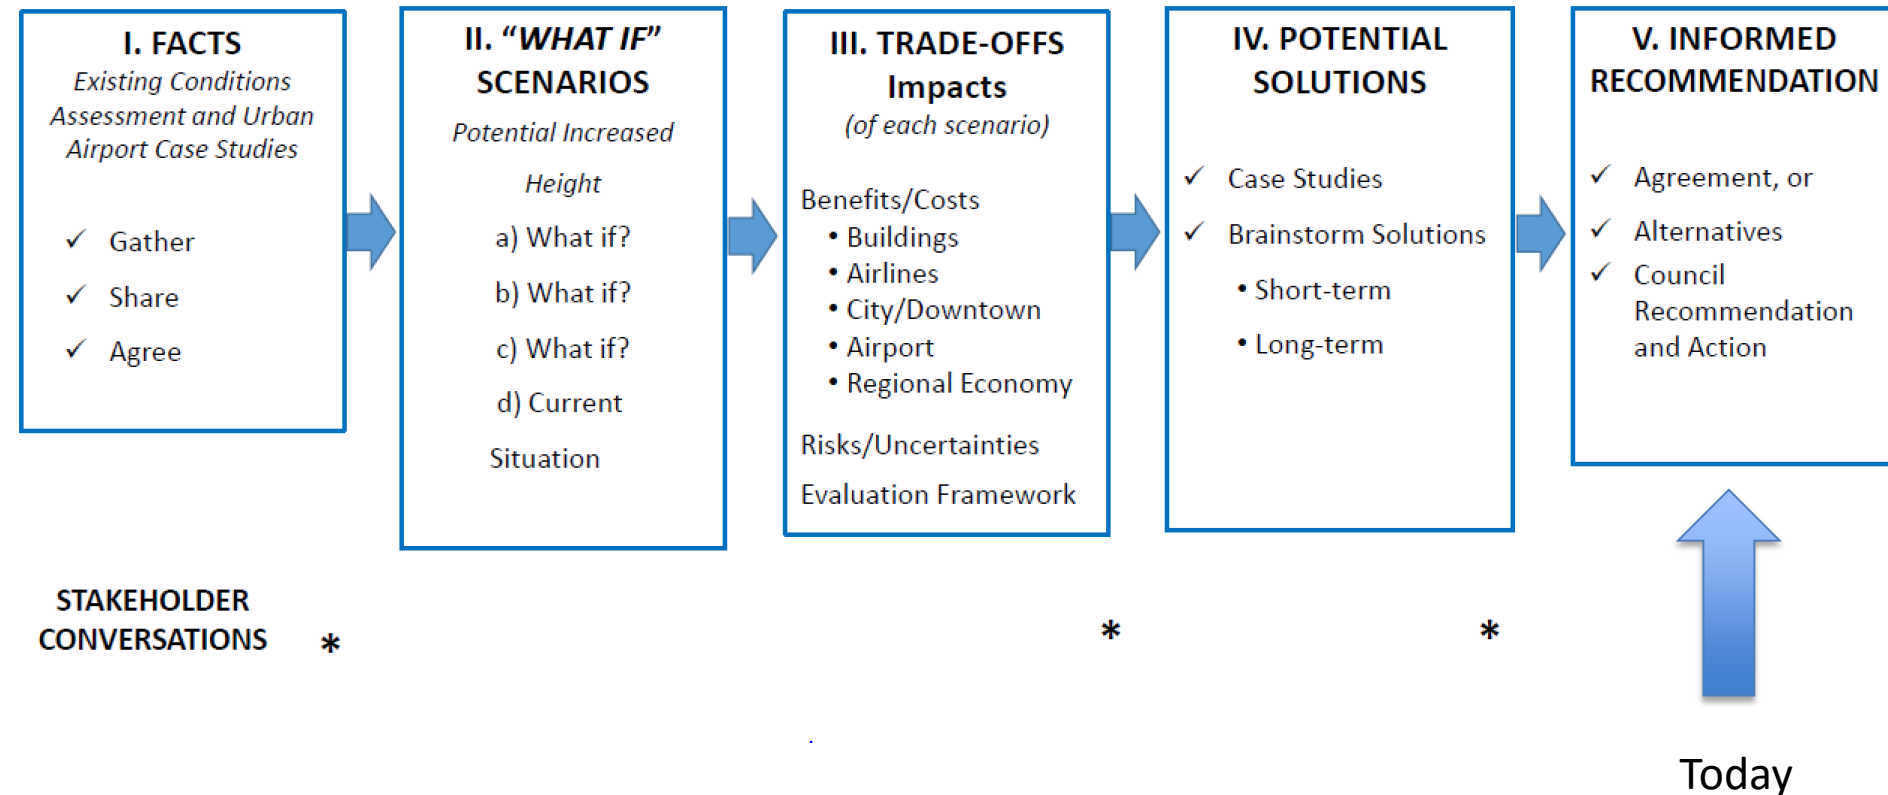 I. FACTS
Existing Conditions
Assessment and Urban
Airport Case Studies
✓ Gather
✓ Share
✓ Agree
II. “WHAT IF”
SCENARIOS
Potential Increased
Height
a) What if?
b) What if?
c) What if?
d) Current
Situation
III. TRADE-OFFS
Impacts
(of each scenario)
Benefits/Costs
• Buildings
• Airlines
• City/Downtown
• Airport
• Regional Economy
Risks/Uncertainties
Evaluation Framework
IV. POTENTIAL
SOLUTIONS
✓ Case Studies
✓ Brainstorm Solutions
• Short-term
• Long-term
V. INFORMED
RECOMMENDATION
✓ Agreement, or
✓ Alternatives
✓ Council
Recommendation
and Action
STAKEHOLDER
CONVERSATIONS *
*
*
Today